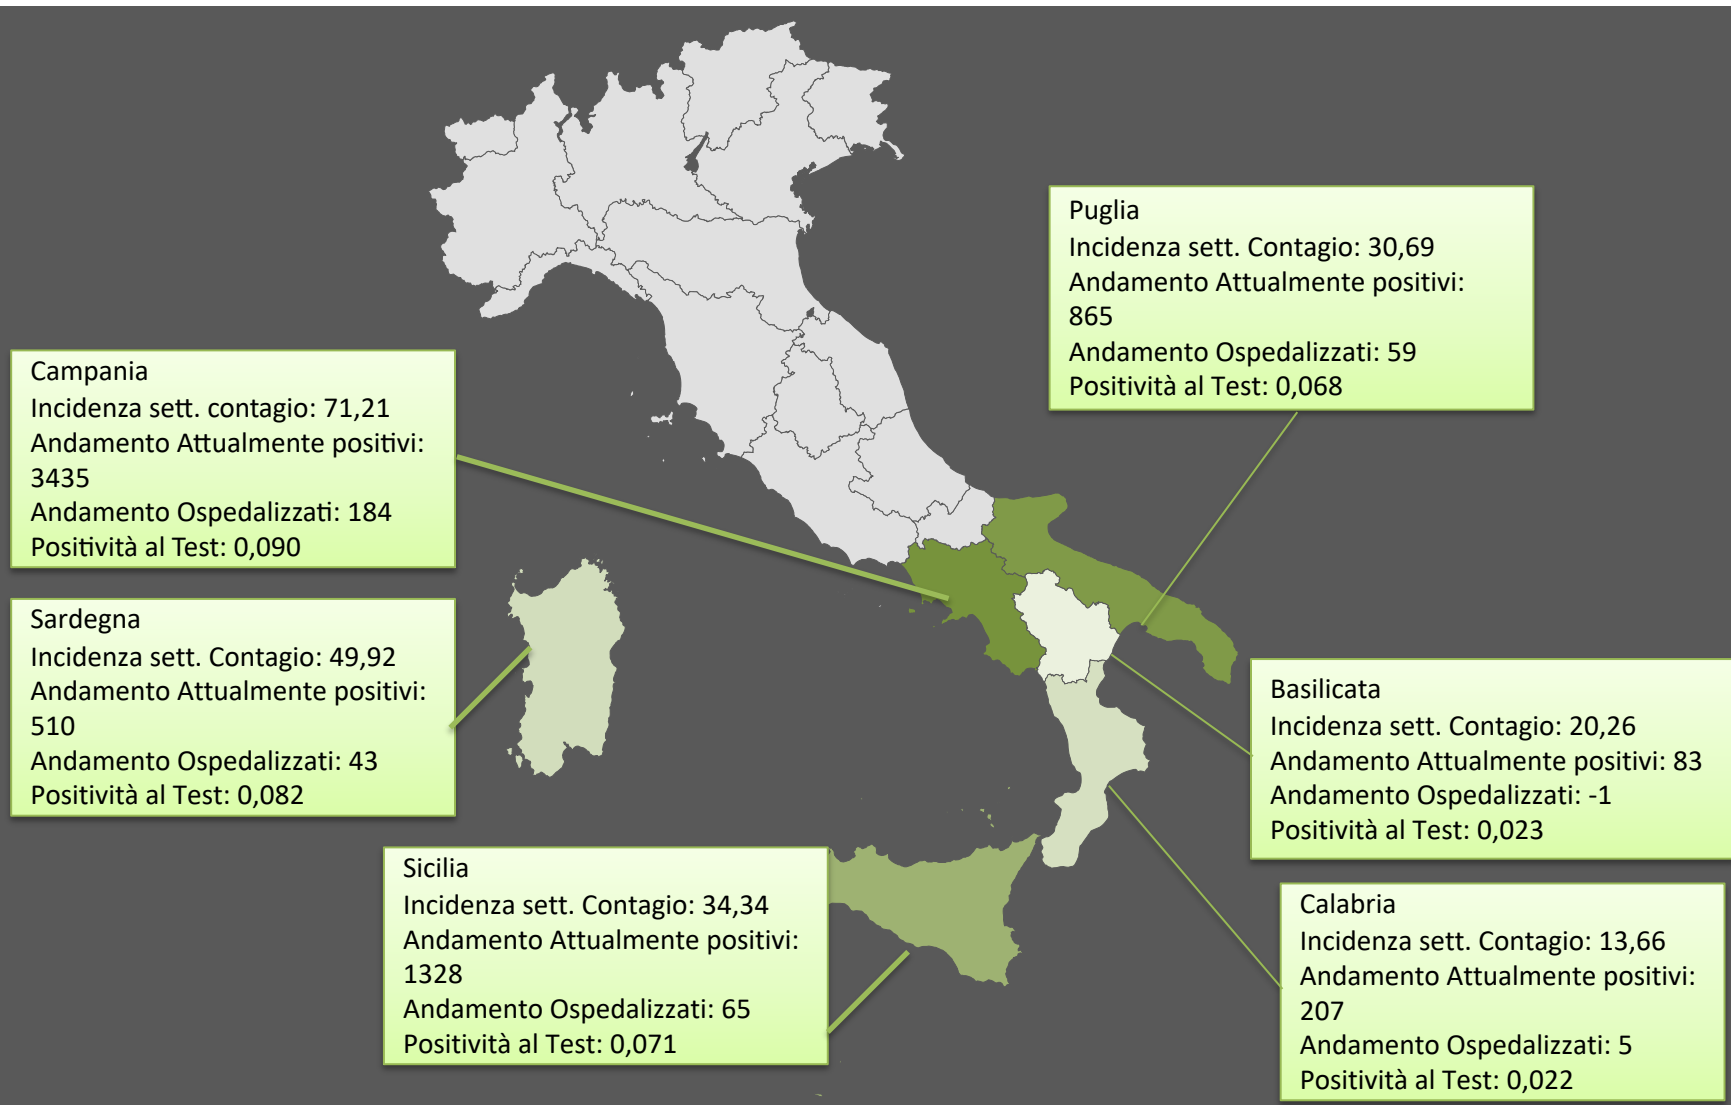 Puglia
Incidenza sett. Contagio: 30,69
Andamento Attualmente positivi:
865
Andamento Ospedalizzati: 59
Positività al Test: 0,068
Campania
Incidenza sett. contagio: 71,21
Andamento Attualmente positivi:
3435
Andamento Ospedalizzati: 184
Positività al Test: 0,090
Sardegna
Incidenza sett. Contagio: 49,92
Andamento Attualmente positivi:
510
Andamento Ospedalizzati: 43
Positività al Test: 0,082
Basilicata
Incidenza sett. Contagio: 20,26
Andamento Attualmente positivi: 83
Andamento Ospedalizzati: -1
Positività al Test: 0,023
Sicilia
Incidenza sett. Contagio: 34,34
Andamento Attualmente positivi:
1328
Andamento Ospedalizzati: 65
Positività al Test: 0,071
Calabria
Incidenza sett. Contagio: 13,66
Andamento Attualmente positivi:
207
Andamento Ospedalizzati: 5
Positività al Test: 0,022